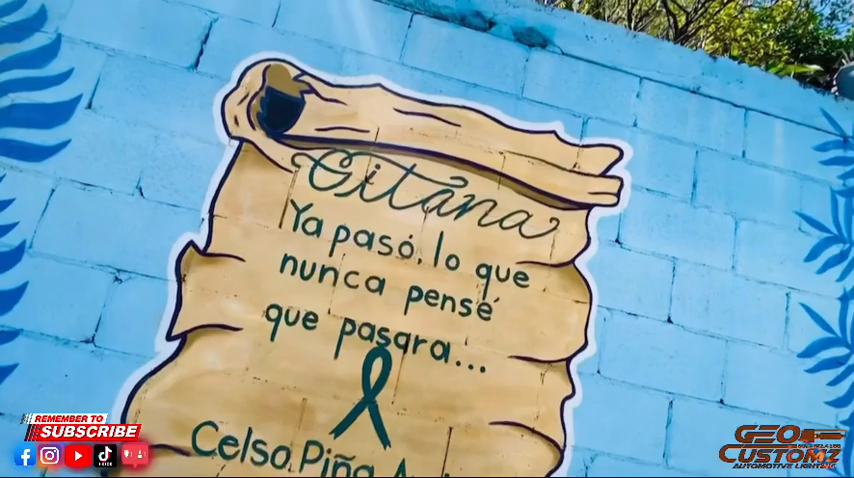 Gitana
Ya pasó, lo que
nunca pensé
que pasara...
Celso Piña
REMEMBER TO
SUBSCRIBE
GEO
CUSTOMZ
AUTOMOTIVE LIGHTING